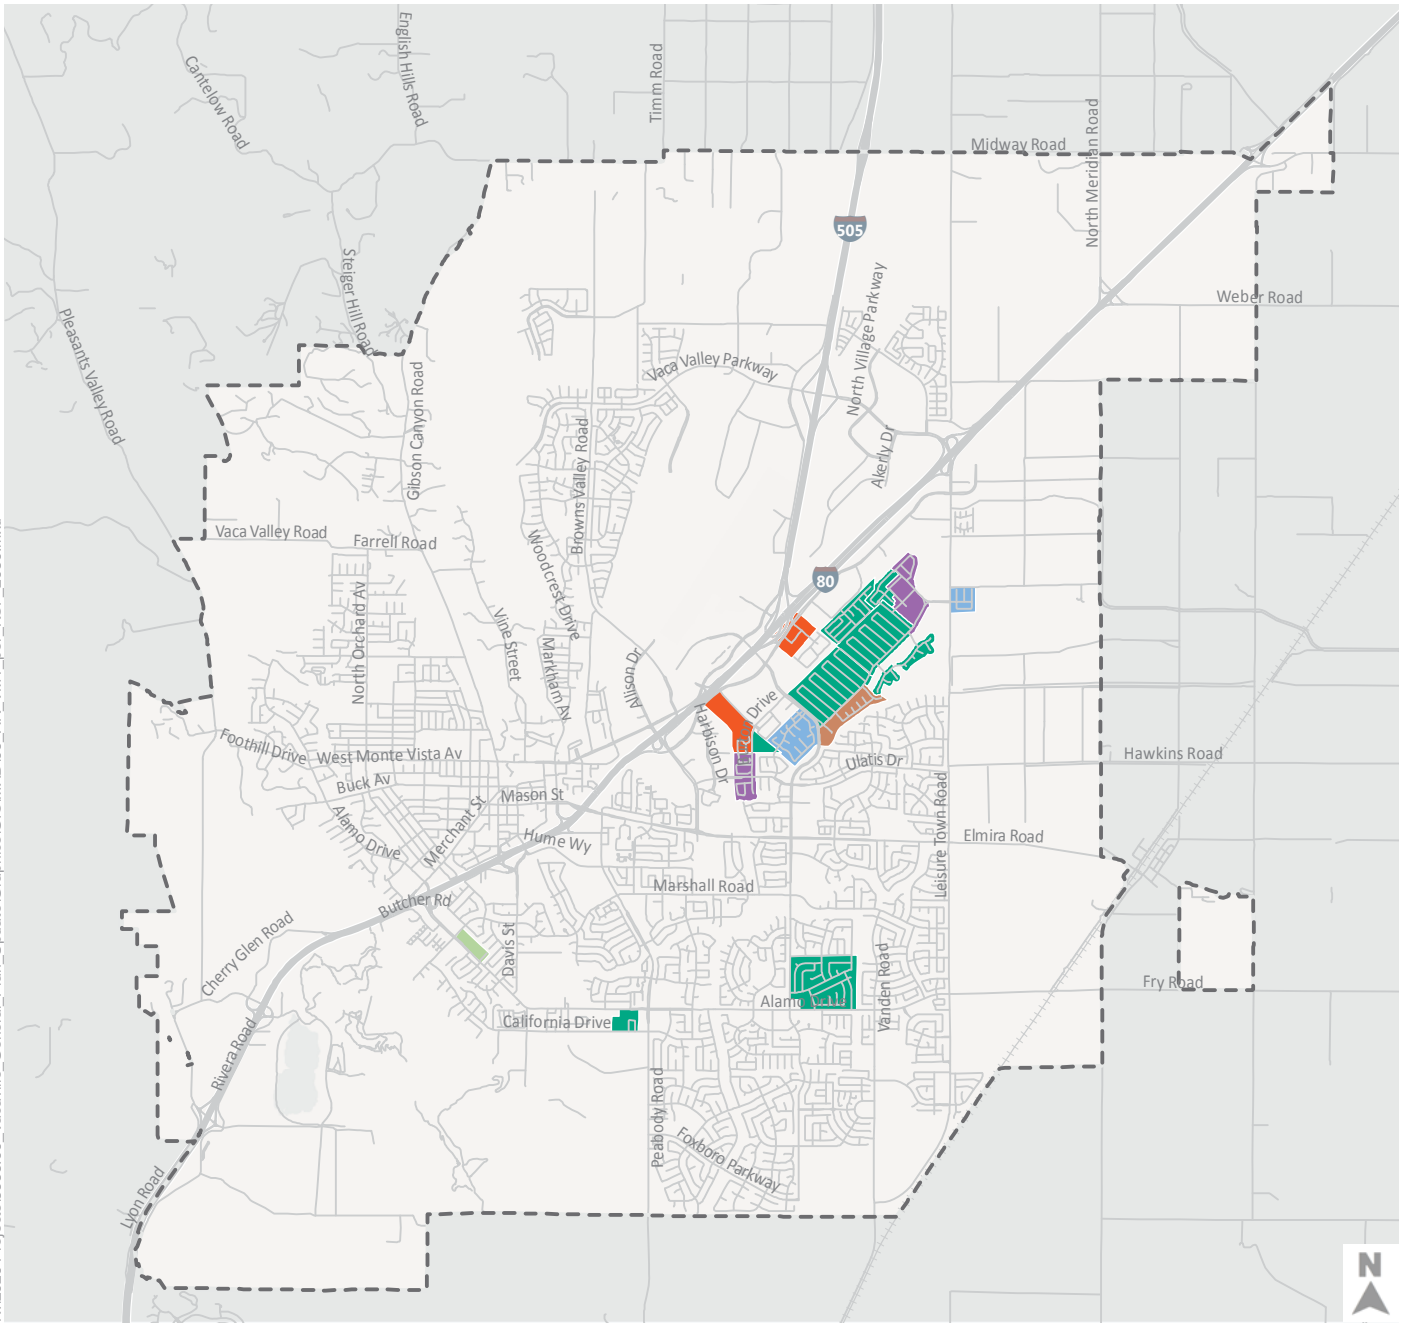 English Hills Road
Cantelow Road
Timm Road
Midway Road
North Meridian Road
505
Steiger Hill Road
North Village Parkway
Weber Road
Pleasants Valley Road
Vaca Valley Parkway
Gibson Canyon Road
Browns Valley Road
Akerly Dr
Vaca Valley Road
Farrell Road
Woodcrest Drive
80
North Orchard Av
Vine Street
Markham Av
Allison Dr
Harbison Dr
Drive
Foothill Drive
West Monte Vista Av
Ulatis Dr
Hawkins Road
Buck Av
Mason St
Merchant St
Alamo Drive
Hume Wy
Leisure Town Road
Elmira Road
Marshall Road
Butcher Rd
Cherry Glen Road
Davis St
Vanden Road
Fry Road
Alamo Drive
California Drive
Rivera Road
Peabody Road
Foxboro Parkway
Lyon Road
N